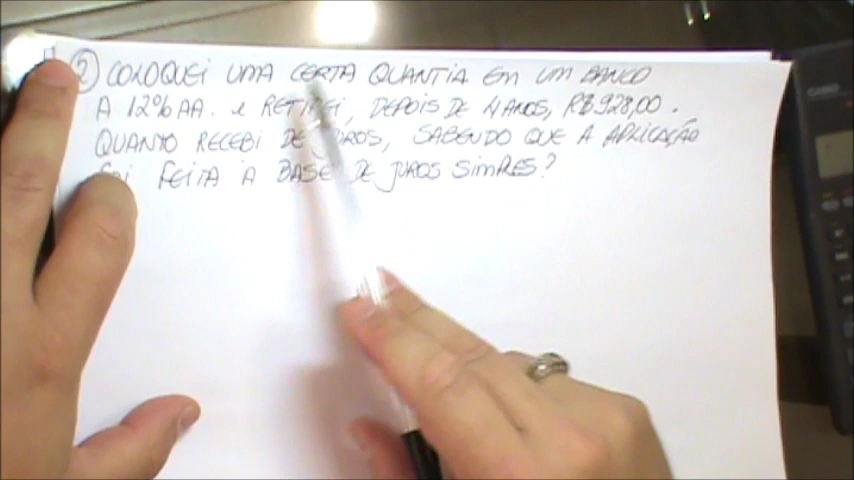 ② COLOQUEI UMA CERTA QUANTIA EM UM BANCO
A 12% AA. E RETIREI, DEPOIS DE 4 ANOS, R$ 928,00.
QUANTO RECEBI DE JUROS, SABENDO QUE A APLICAÇÃO
FOI FEITA À BASE DE JUROS SIMPLES?
CASIO